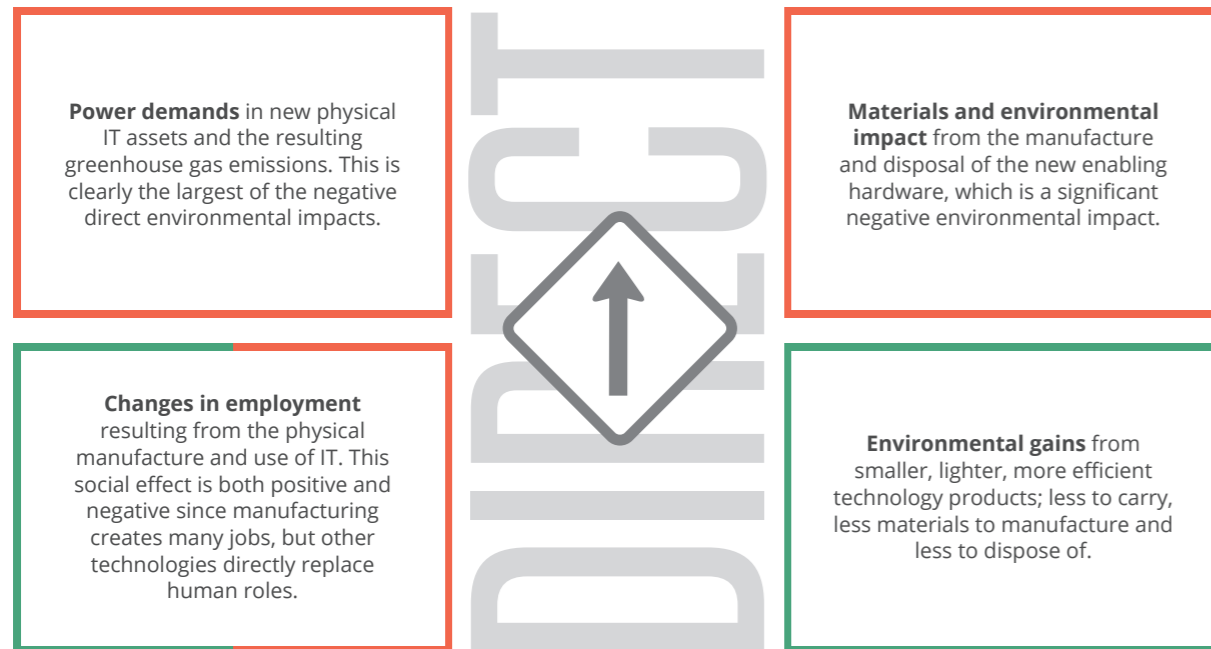 Power demands in new physical
IT assets and the resulting
greenhouse gas emissions. This is
clearly the largest of the negative
direct environmental impacts.
Materials and environmental
impact from the manufacture
and disposal of the new enabling
hardware, which is a significant
negative environmental impact.
DIRECT
Changes in employment
resulting from the physical
manufacture and use of IT. This
social effect is both positive and
negative since manufacturing
creates many jobs, but other
technologies directly replace
human roles.
Environmental gains from
smaller, lighter, more efficient
technology products; less to carry,
less materials to manufacture and
less to dispose of.